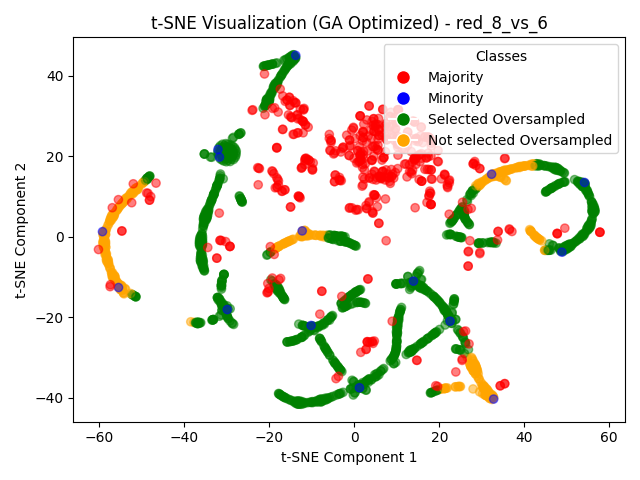 t-SNE Visualization (GA Optimized) - red_8_vs_6
Classes
Majority
Minority
Selected Oversampled
Not selected Oversampled
t-SNE Component 2
40
20
0
−20
−40
−60 −40 −20 0 20 40 60
t-SNE Component 1